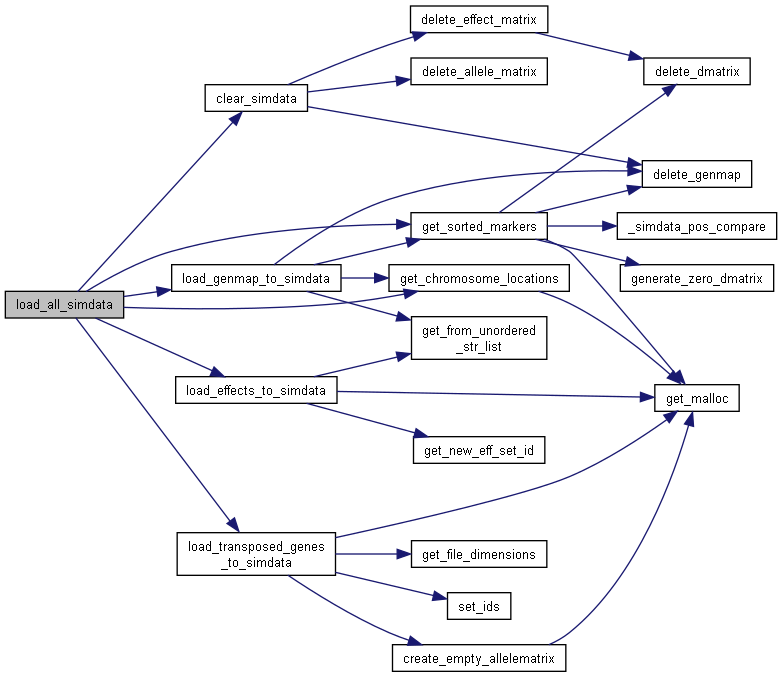 delete_effect_matrix
delete_dmatrix
delete_allele_matrix
clear_simdata
delete_genmap
get_sorted_markers
_simdata_pos_compare
load_genmap_to_simdata
get_chromosome_locations
generate_zero_dmatrix
load_all_simdata
get_from_unordered
_str_list
load_effects_to_simdata
get_malloc
get_new_eff_set_id
load_transposed_genes
_to_simdata
get_file_dimensions
set_ids
create_empty_allelematrix